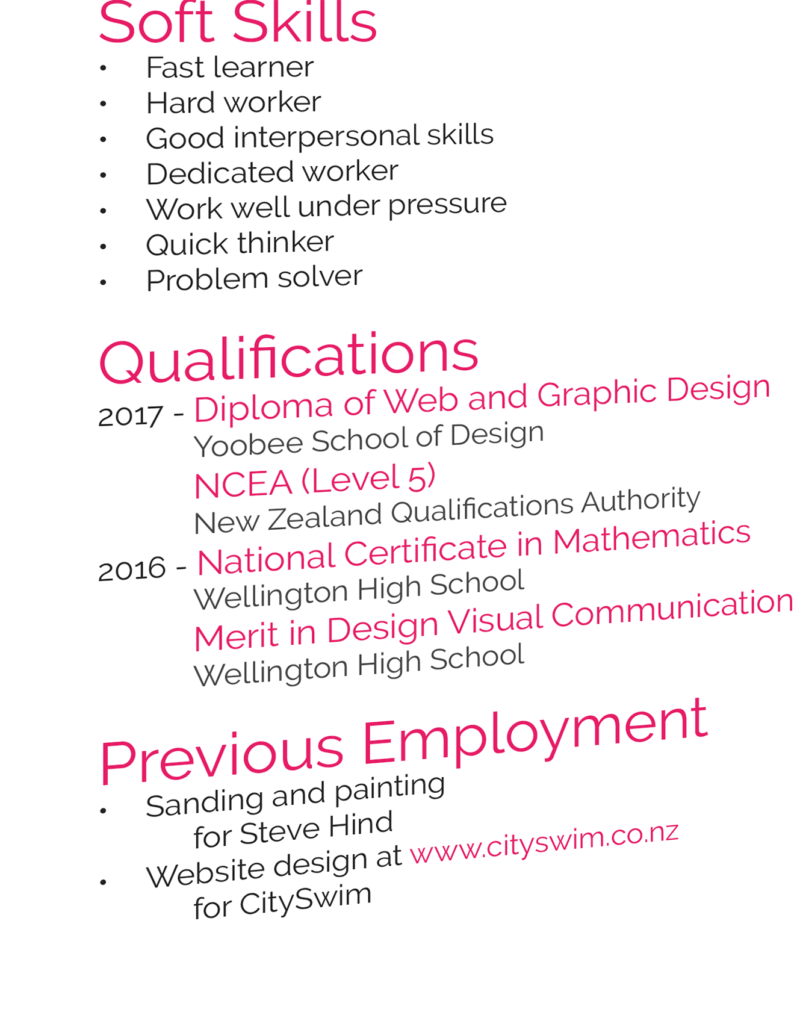 Soft Skills
• Fast learner
• Hard worker
• Good interpersonal skills
• Dedicated worker
• Work well under pressure
• Quick thinker
• Problem solver
Qualifications
2017 - Diploma of Web and Graphic Design
Yoobee School of Design
NCEA (Level 5)
New Zealand Qualifications Authority
2016 - National Certificate in Mathematics
Wellington High School
Merit in Design Visual Communication
Wellington High School
Previous Employment
• Sanding and painting
for Steve Hind
• Website design at www.cityswim.co.nz
for CitySwim